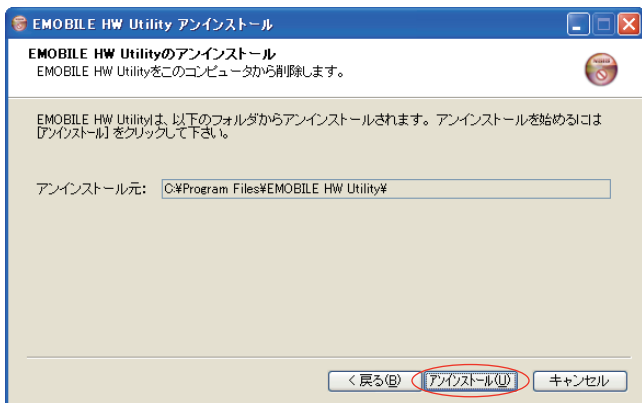 EMOBILE HW Utility アンインストール
EMOBILE HW Utilityのアンインストール
EMOBILE HW Utilityをこのコンピュータから削除します。
EMOBILE HW Utilityは、以下のフォルダからアンインストールされます。アンインストールを始めるには
[アンインストール] をクリックして下さい。
アンインストール元: C:¥Program Files¥EMOBILE HW Utility¥
< 戻る(B) アンインストール(U) キャンセル